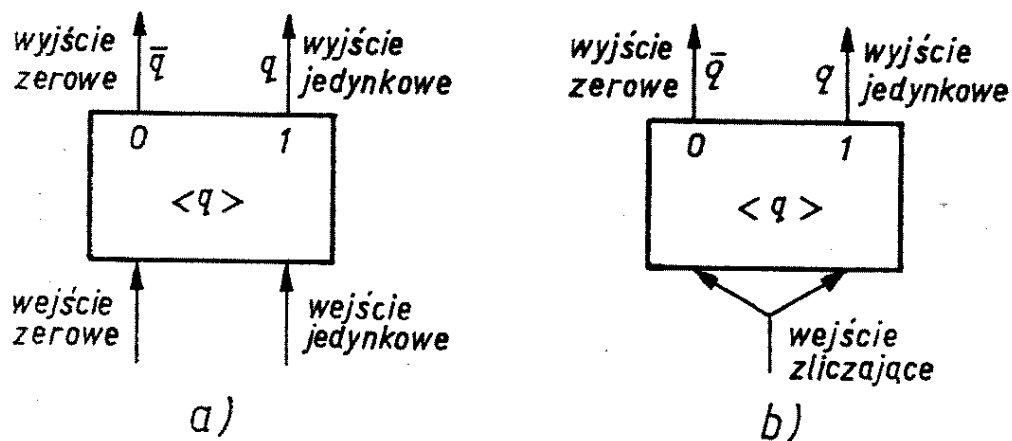 wyjście
zerowe
q̄
q
wyjście
jedynkowe
0
1
<q>
wejście
zerowe
wejście
jedynkowe
a)
wyjście
zerowe
q̄
q
wyjście
jedynkowe
0
1
<q>
wejście
zliczające
b)